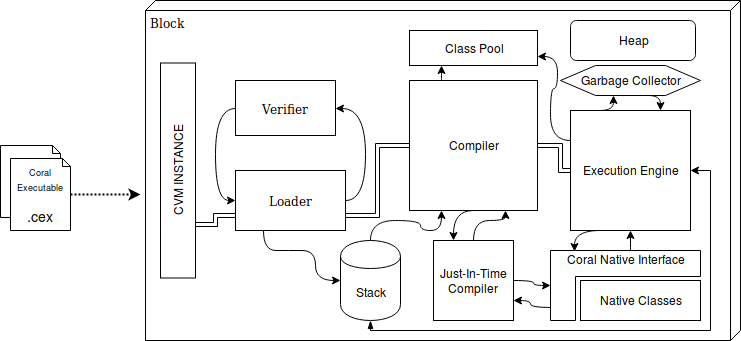 Block
Class Pool
Heap
Garbage Collector
Verifier
CVM INSTANCE
Compiler
Execution Engine
Coral
Executable
.cex
Loader
Stack
Just-In-Time
Compiler
Coral Native Interface
Native Classes